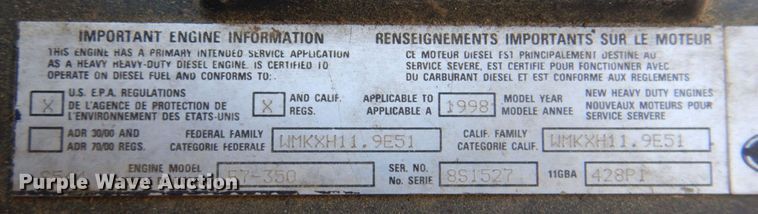 IMPORTANT ENGINE INFORMATION
THIS ENGINE HAS A PRIMARY INTENDED SERVICE APPLICATION
AS A HEAVY HEAVY-DUTY DIESEL ENGINE. IS CERTIFIED TO
OPERATE ON DIESEL FUEL AND CONFORMS TO:
RENSEIGNEMENTS IMPORTANTS SUR LE MOTEUR
CE MOTEUR DIESEL EST PRINCIPALEMENT DESTINE AU
SERVICE SEVERE, EST CERTIFIE POUR FONCTIONNER AVEC
DU CARBURANT DIESEL ET EST CONFORME AUX REGLEMENTS
X U.S. E.P.A. REGULATIONS
DE L'AGENCE DE PROTECTION DE
L'ENVIRONNEMENT DES ETATS-UNIS
X AND CALIF.
REGS.
APPLICABLE TO
APPLICABLE A
1998
MODEL YEAR
MODELE ANNEE
NEW HEAVY DUTY ENGINES
NOUVEAUX MOTEURS POUR
SERVICE SERVERE
ADR 30/00 AND
ADR 70/00 REGS.
FEDERAL FAMILY
CATEGORIE FEDERALE
WMKXH11.9E51
CALIF. FAMILY
CATEGORIE CALIF.
WMKXH11.9E51
ENGINE MODEL
E7-350
SER. NO.
No. SERIE
8S1527
11GBA
428P1
Purple Wave Auction